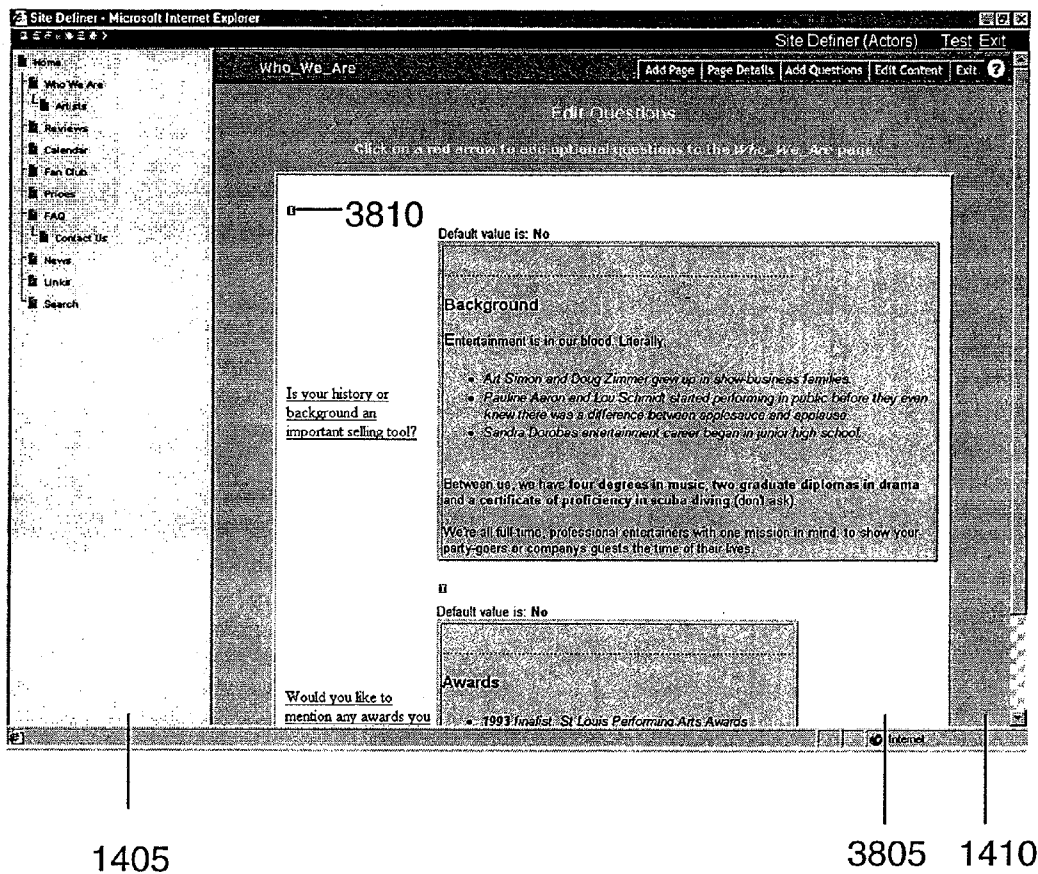 Site Definer - Microsoft Internet Explorer
Site Definer (Actors) Test Exit
Home
Who We Are
Artists
Reviews
Calendar
Fan Club
Prices
FAQ
Contact Us
News
Links
Search
Who_We_Are
Add Page Page Details Add Questions Edit Content Exit ?
Edit Questions
Click on a red arrow to add optional questions to the Who_We_Are page.
3810
Default value is: No
Background
Entertainment is in our blood. Literally.
• Art Simon and Doug Zimmer grew up in show-business families.
• Pauline Aaron and Lou Schmidt started performing in public before they even
knew there was a difference between applesauce and applause.
• Sandra Dorobas entertainment career began in junior high school.
Is your history or
background an
important selling tool?
Between us, we have four degrees in music, two graduate diplomas in drama
and a certificate of proficiency in scuba diving (don't ask).
We're all full-time, professional entertainers with one mission in mind, to show your
party-goers or companys guests the time of their lives.
Default value is: No
Awards
• 1993 finalist, St Louis Performing Arts Awards
Would you like to
mention any awards you
Internet
1405
3805
1410